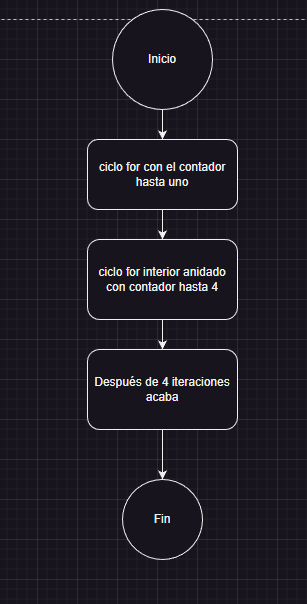 Inicio
ciclo for con el contador
hasta uno
ciclo for interior anidado
con contador hasta 4
Después de 4 iteraciones
acaba
Fin